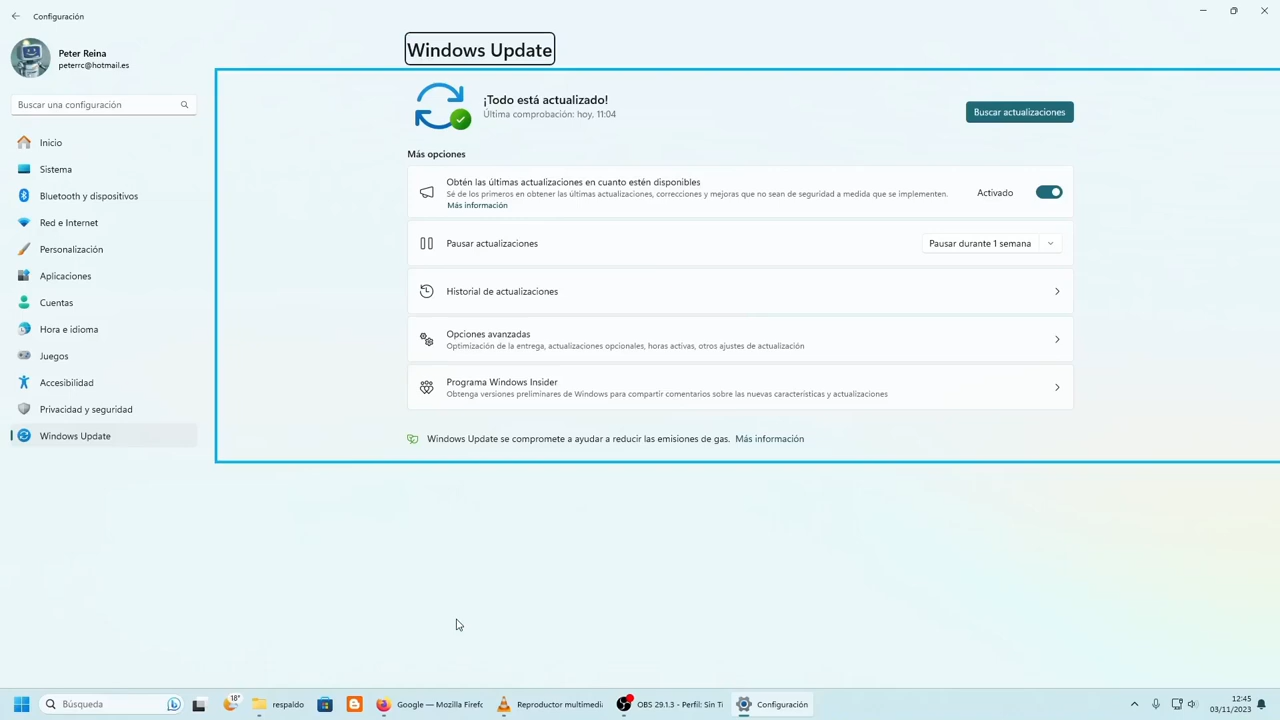 Configuración
Peter Reina
peterrc@hotmail.es
Buscar una configuración
Inicio
Sistema
Bluetooth y dispositivos
Red e Internet
Personalización
Aplicaciones
Cuentas
Hora e idioma
Juegos
Accesibilidad
Privacidad y seguridad
Windows Update
Windows Update
¡Todo está actualizado!
Última comprobación: hoy, 11:04
Buscar actualizaciones
Más opciones
Obtén las últimas actualizaciones en cuanto estén disponibles
Sé de los primeros en obtener las últimas actualizaciones, correcciones y mejoras que no sean de seguridad a medida que se implementen.
Más información
Activado
Pausar actualizaciones
Pausar durante 1 semana
Historial de actualizaciones
Opciones avanzadas
Optimización de la entrega, actualizaciones opcionales, horas activas, otros ajustes de actualización
Programa Windows Insider
Obtenga versiones preliminares de Windows para compartir comentarios sobre las nuevas características y actualizaciones
Windows Update se compromete a ayudar a reducir las emisiones de gas. Más información
Búsqueda
18°
respaldo
Google — Mozilla Firefo
Reproductor multimedi
OBS 29.1.3 - Perfil: Sin Tí
Configuración
12:45
03/11/2023